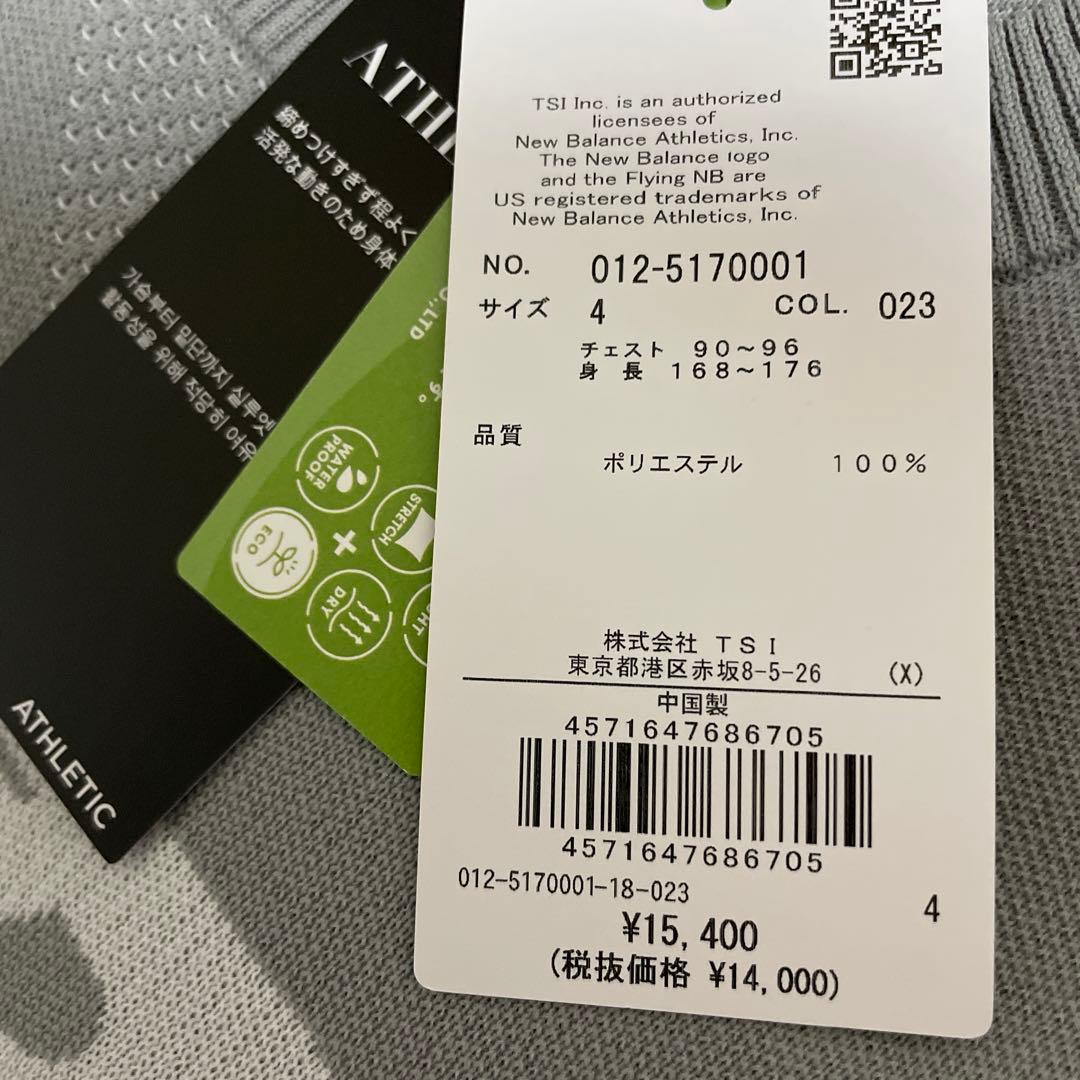 ATHL
締めつけすぎず程よく
活発な動きのため身体
가슴부터 밑단까지 실루엣
활동성을 위해 적당히 여유
ATHLETIC
,LTD
す。
WATER
PROOF
STRETCH
ECO
DRY
HT
TSI Inc. is an authorized
licensees of
New Balance Athletics, Inc.
The New Balance logo
and the Flying NB are
US registered trademarks of
New Balance Athletics, Inc.
NO. 012-5170001
サイズ 4 COL. 023
チェスト 90~96
身長 168~176
品質
ポリエステル 100%
株式会社 TSI
東京都港区赤坂8-5-26 (X)
中国製
4571647686705
4571647686705
012-5170001-18-023
4
¥15,400
(税抜価格 ¥14,000)